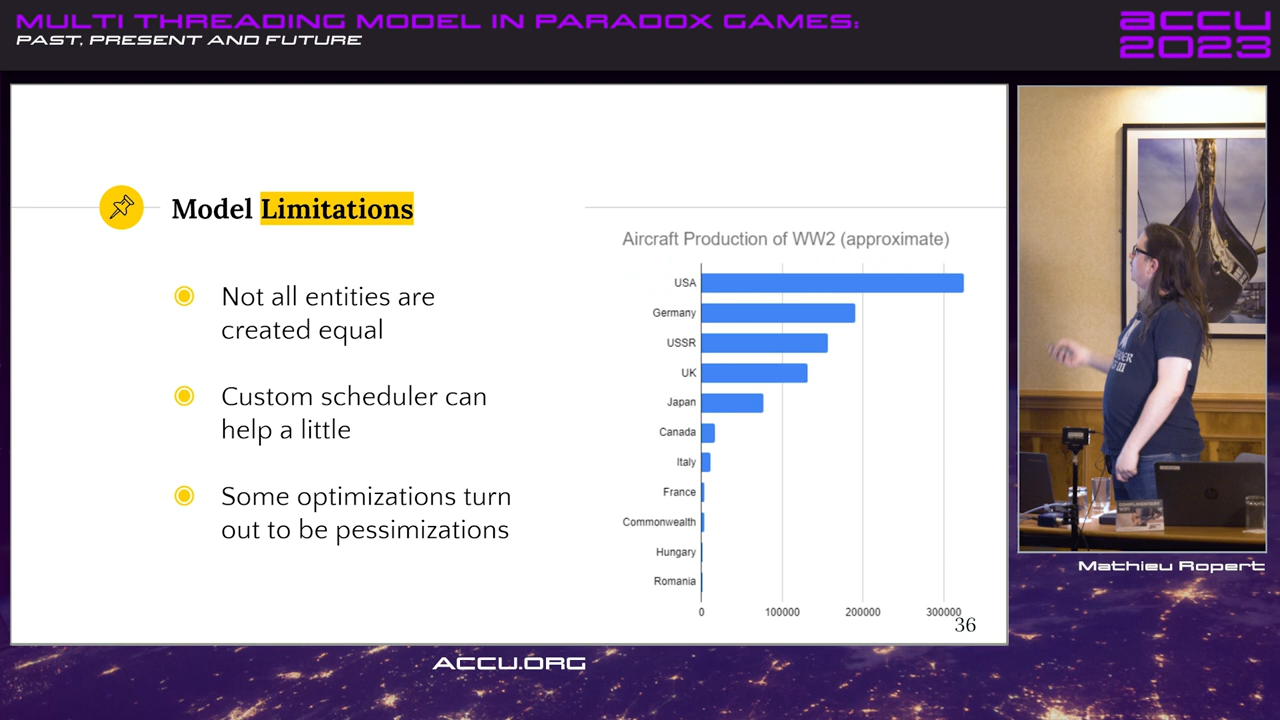 MULTI THREADING MODEL IN PARADOX GAMES:
PAST, PRESENT AND FUTURE
ACCU
2023
Model Limitations
Not all entities are
created equal
Custom scheduler can
help a little
Some optimizations turn
out to be pessimizations
Aircraft Production of WW2 (approximate)
USA
Germany
USSR
UK
Japan
Canada
Italy
France
Commonwealth
Hungary
Romania
0 100000 200000 300000
36
Mathieu Ropert
ACCU.ORG